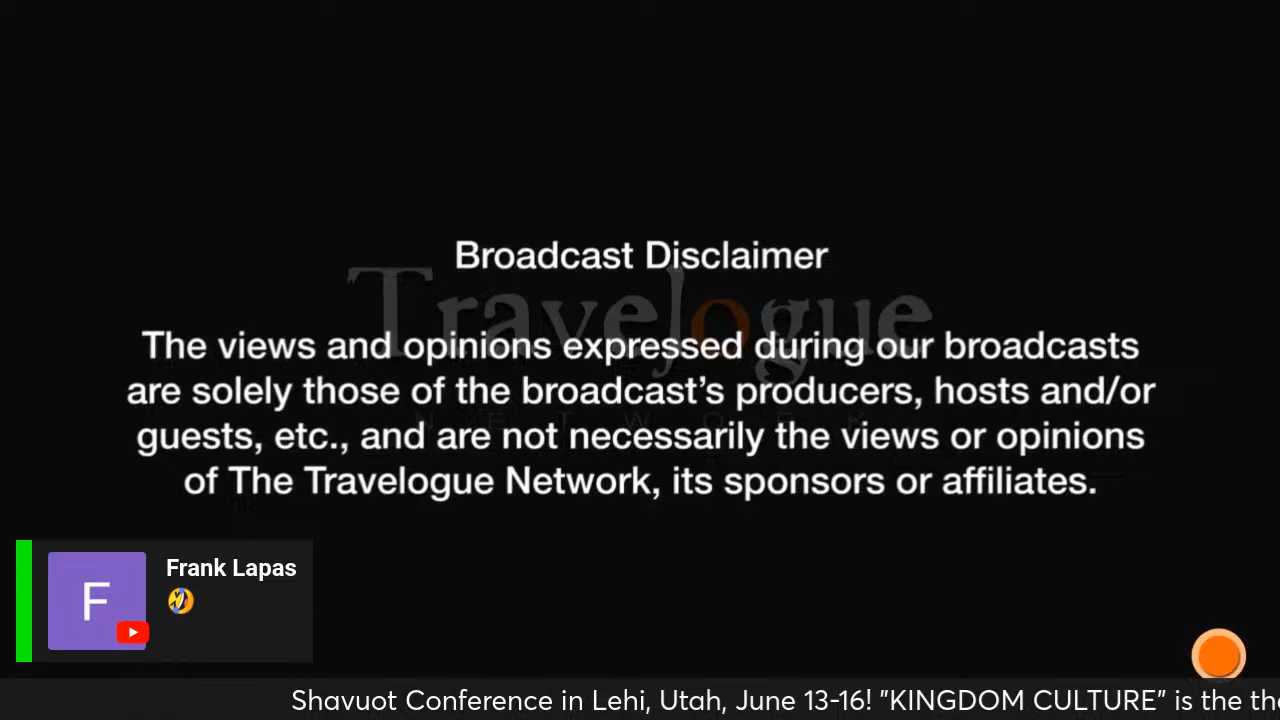 Broadcast Disclaimer
Travelogue
NETWORK
The views and opinions expressed during our broadcasts
are solely those of the broadcast’s producers, hosts and/or
guests, etc., and are not necessarily the views or opinions
of The Travelogue Network, its sponsors or affiliates.
F
Frank Lapas
🤣
Shavuot Conference in Lehi, Utah, June 13-16! "KINGDOM CULTURE" is the